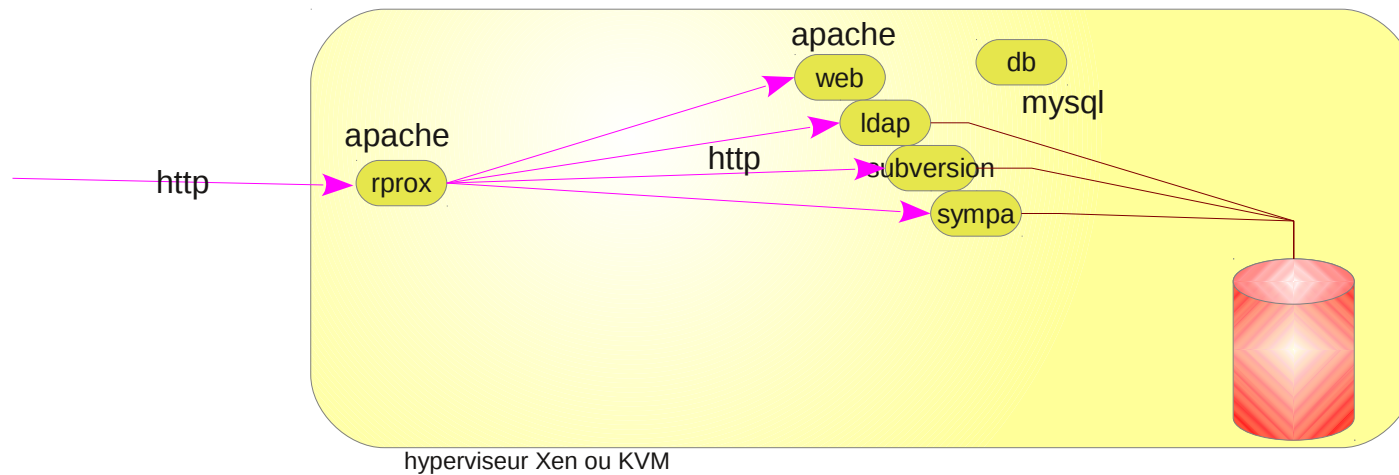 apache
web
db
mysql
ldap
apache
http
subversion
http
rprox
sympa
hyperviseur Xen ou KVM